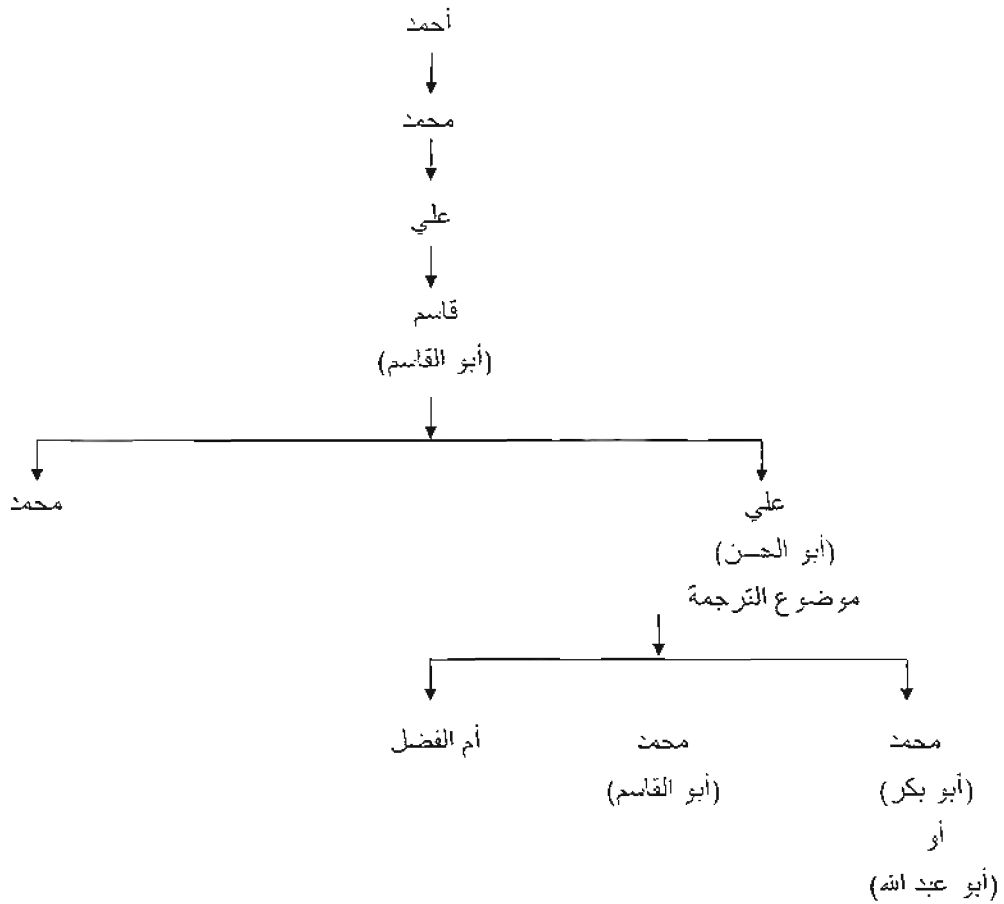 أحمد
محمد
علي
قاسم
(أبو القاسم)
علي
محمد
(أبو الحسن)
موضوع الترجمة
محمد
محمد
أم الفضل
(أبو بكر)
(أبو القاسم)
أو
(أبو عبد الله)